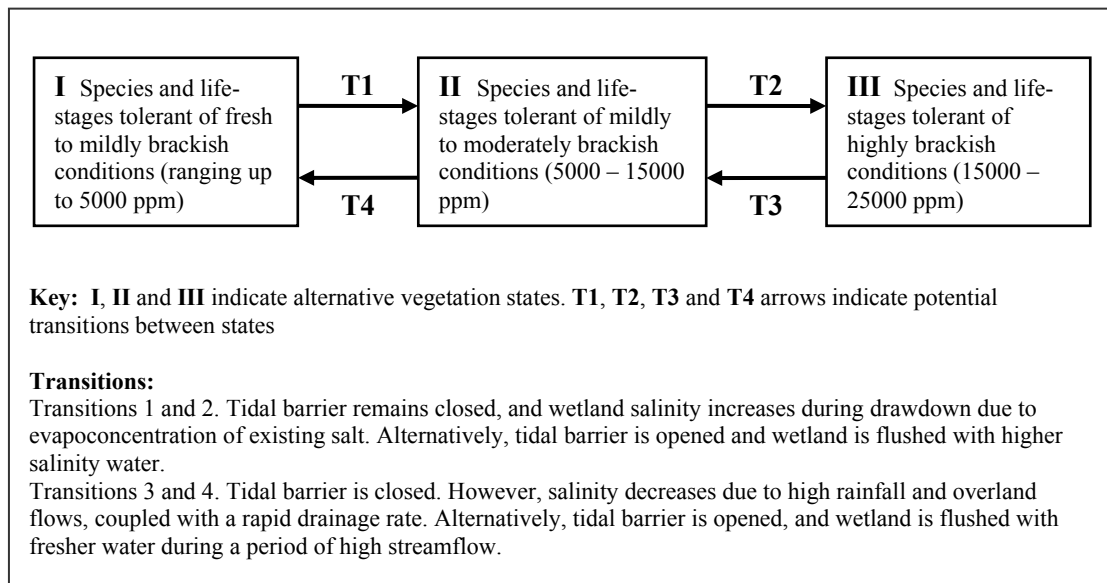 I Species and life-
stages tolerant of fresh
to mildly brackish
conditions (ranging up
to 5000 ppm)
T1
T4
II Species and life-
stages tolerant of mildly
to moderately brackish
conditions (5000 – 15000
ppm)
T2
T3
III Species and life-
stages tolerant of
highly brackish
conditions (15000 –
25000 ppm)
Key: I, II and III indicate alternative vegetation states. T1, T2, T3 and T4 arrows indicate potential
transitions between states
Transitions:
Transitions 1 and 2. Tidal barrier remains closed, and wetland salinity increases during drawdown due to
evapoconcentration of existing salt. Alternatively, tidal barrier is opened and wetland is flushed with higher
salinity water.
Transitions 3 and 4. Tidal barrier is closed. However, salinity decreases due to high rainfall and overland
flows, coupled with a rapid drainage rate. Alternatively, tidal barrier is opened, and wetland is flushed with
fresher water during a period of high streamflow.